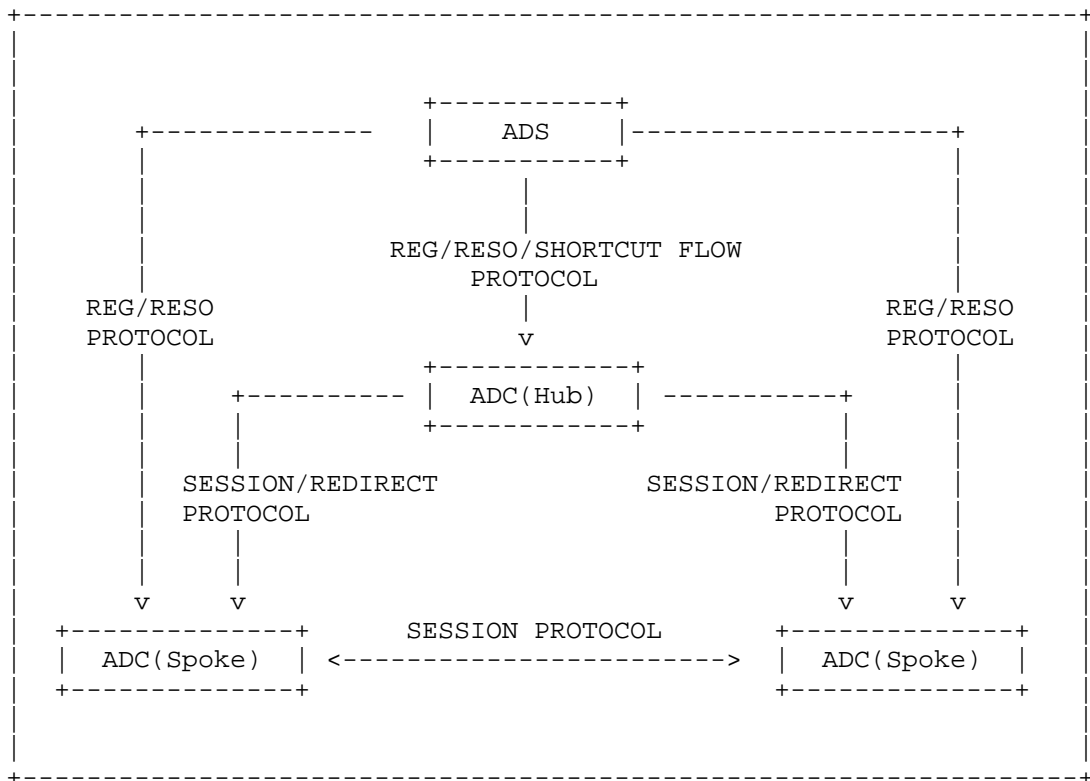 ADS
REG/RESO/SHORTCUT FLOW
PROTOCOL
REG/RESO
PROTOCOL
REG/RESO
PROTOCOL
v
ADC(Hub)
SESSION/REDIRECT
PROTOCOL
SESSION/REDIRECT
PROTOCOL
v v v v
SESSION PROTOCOL
ADC(Spoke) <------------------------> ADC(Spoke)